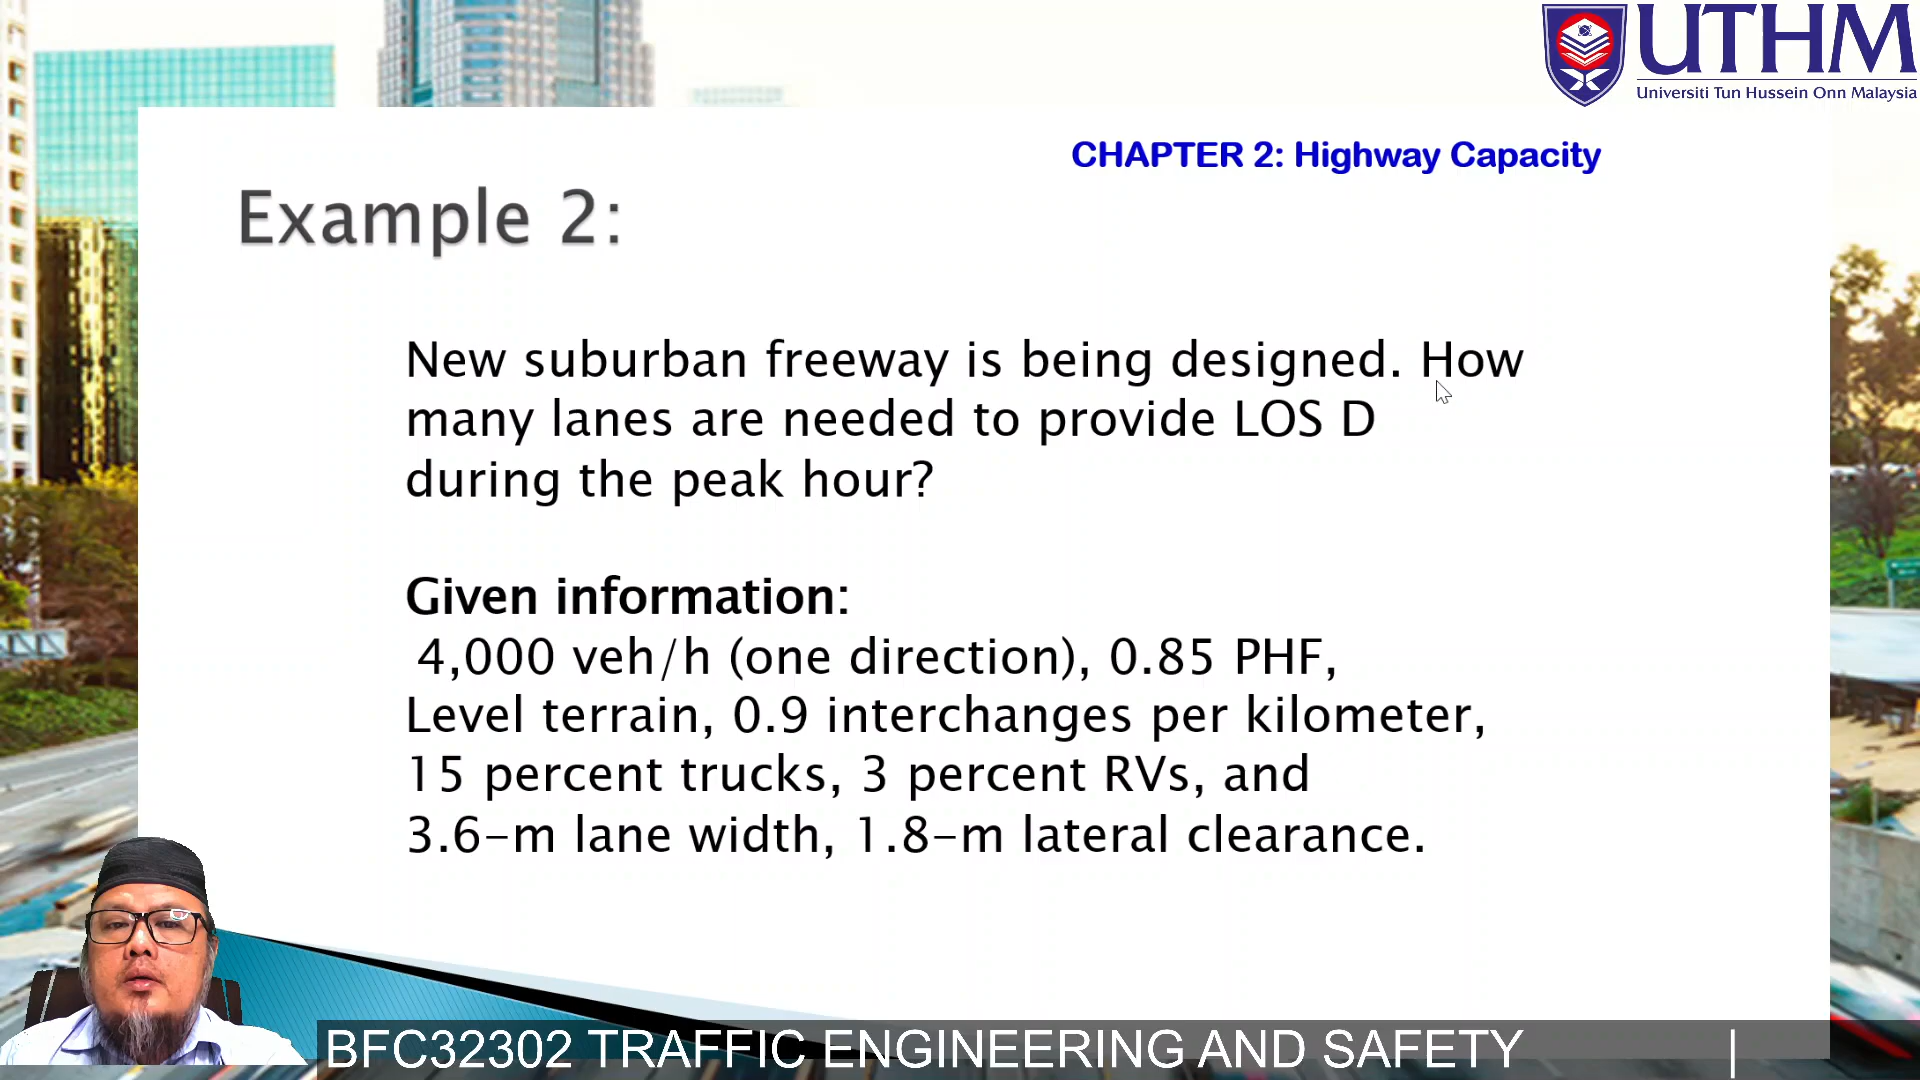 UTHM
Universiti Tun Hussein Onn Malaysia
CHAPTER 2: Highway Capacity
Example 2:
New suburban freeway is being designed. How
many lanes are needed to provide LOS D
during the peak hour?
Given information:
4,000 veh/h (one direction), 0.85 PHF,
Level terrain, 0.9 interchanges per kilometer,
15 percent trucks, 3 percent RVs, and
3.6-m lane width, 1.8-m lateral clearance.
BFC32302 TRAFFIC ENGINEERING AND SAFETY |